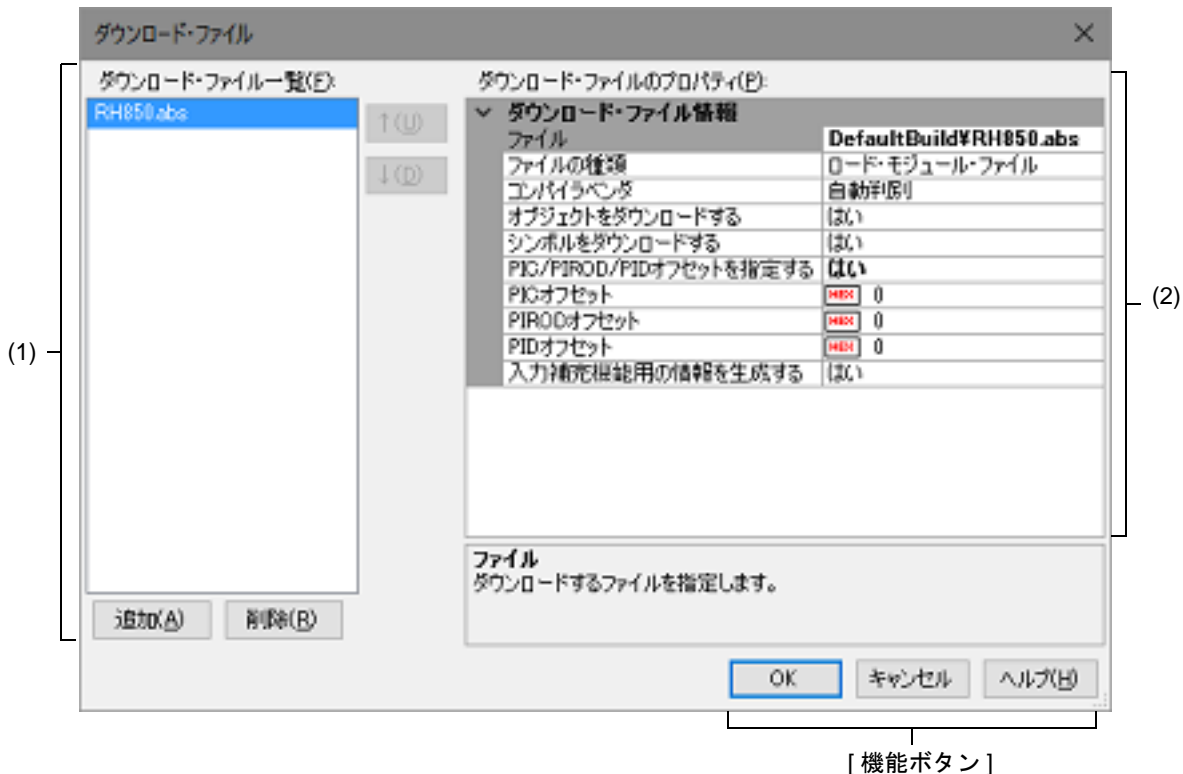 ダウンロード・ファイル
ダウンロード・ファイル一覧(F):
RH850.abs
↑(U)
↓(D)
追加(A)
削除(R)
ダウンロード・ファイルのプロパティ(P):
ダウンロード・ファイル情報
ファイル DefaultBuild¥RH850.abs
ファイルの種類 ロード・モジュール・ファイル
コンパイラベンダ 自動判別
オブジェクトをダウンロードする はい
シンボルをダウンロードする はい
PIC/PIROD/PIDオフセットを指定する はい
PICオフセット HEX 0
PIRODオフセット HEX 0
PIDオフセット HEX 0
入力補完機能用の情報を生成する はい
ファイル
ダウンロードするファイルを指定します。
OK キャンセル ヘルプ(H)
(1)
(2)
[ 機能ボタン ]